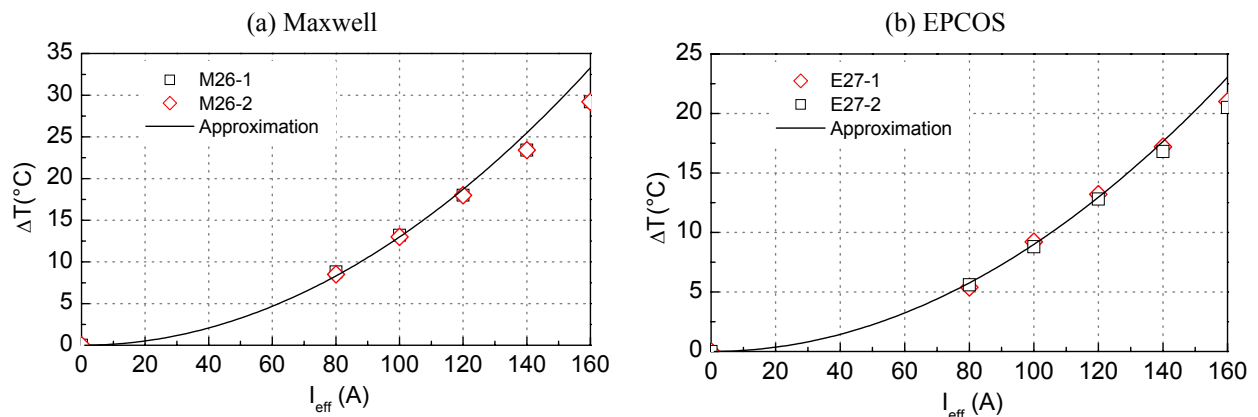 (a) Maxwell
35
30
25
20
15
10
5
0
ΔT(°C)
M26-1
M26-2
Approximation
0 20 40 60 80 100 120 140 160
I_eff (A)
(b) EPCOS
25
20
15
10
5
0
ΔT(°C)
E27-1
E27-2
Approximation
0 20 40 60 80 100 120 140 160
I_eff (A)